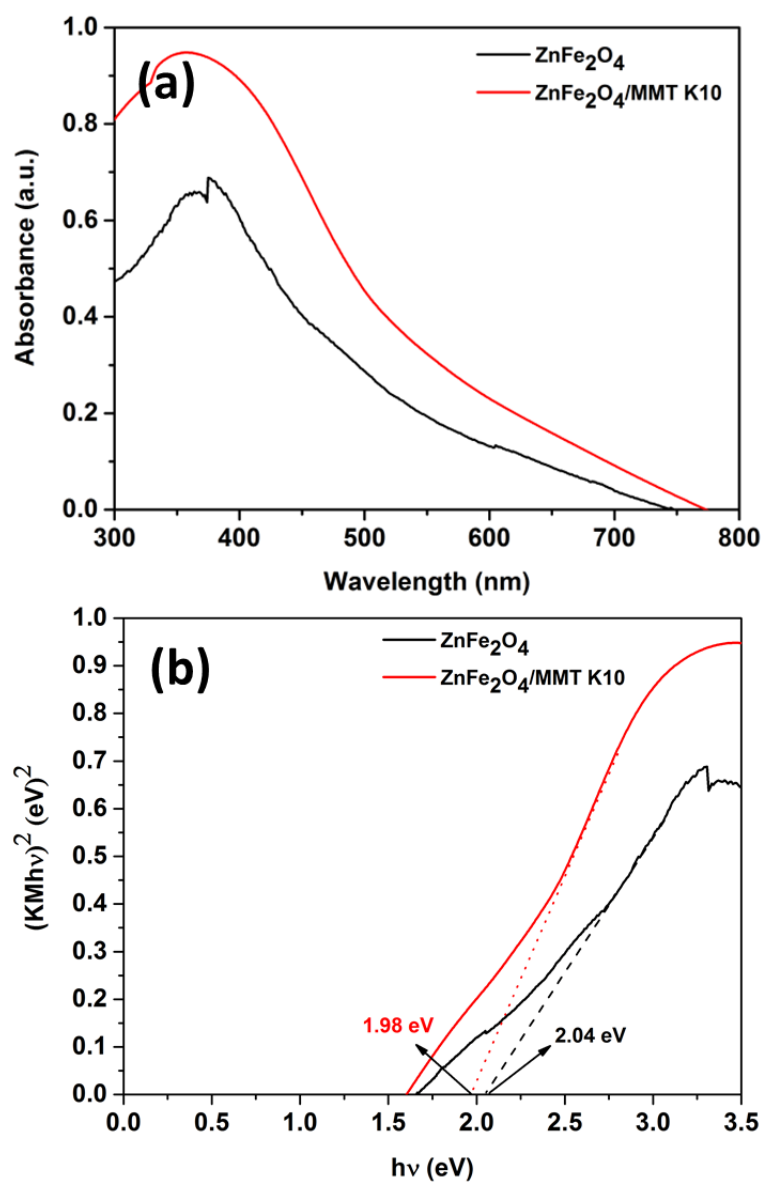 (a)
ZnFe2O4
ZnFe2O4/MMT K10
Absorbance (a.u.)
1.0
0.8
0.6
0.4
0.2
0.0
300 400 500 600 700 800
Wavelength (nm)
(b)
ZnFe2O4
ZnFe2O4/MMT K10
(KMhν)2 (eV)2
1.0
0.9
0.8
0.7
0.6
0.5
0.4
0.3
0.2
0.1
0.0
1.98 eV
2.04 eV
0.0 0.5 1.0 1.5 2.0 2.5 3.0 3.5
hν (eV)